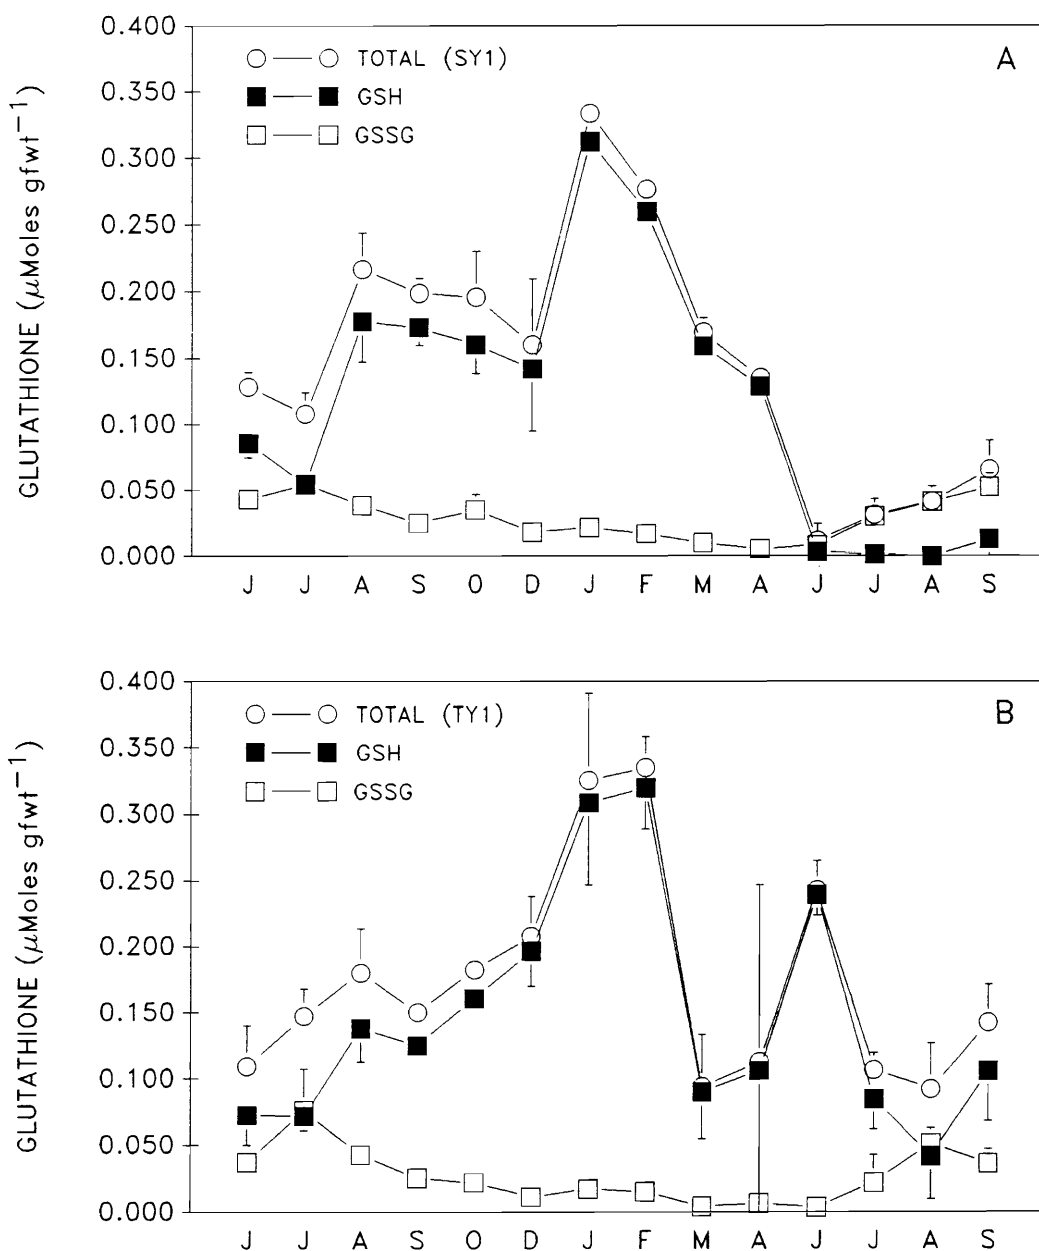 A
TOTAL (SY1)
GSH
GSSG
GLUTATHIONE (μMoles gfwt⁻¹)
0.400
0.350
0.300
0.250
0.200
0.150
0.100
0.050
0.000
J J A S O D J F M A J J A S
B
TOTAL (TY1)
GSH
GSSG
GLUTATHIONE (μMoles gfwt⁻¹)
0.400
0.350
0.300
0.250
0.200
0.150
0.100
0.050
0.000
J J A S O D J F M A J J A S